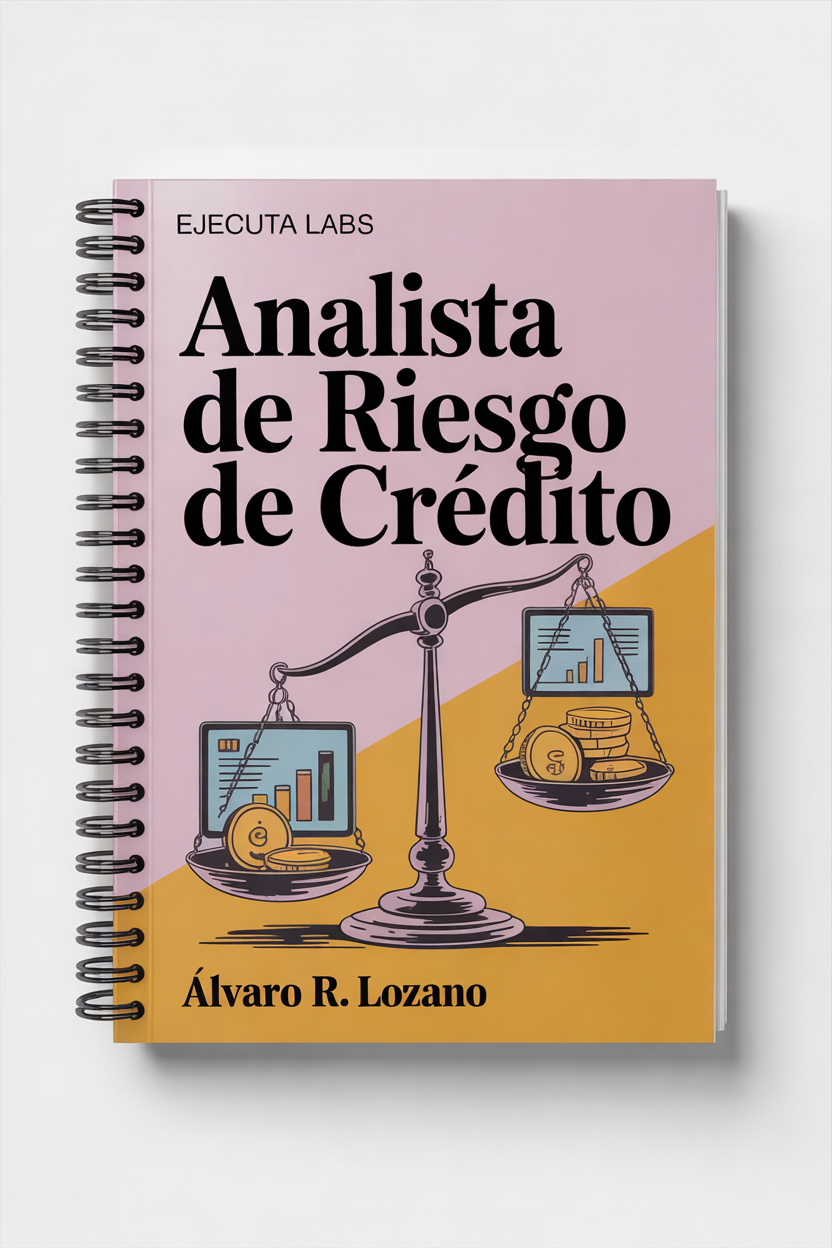 EJECUTA LABS
Analista
de Riesgo
de Crédito
Álvaro R. Lozano